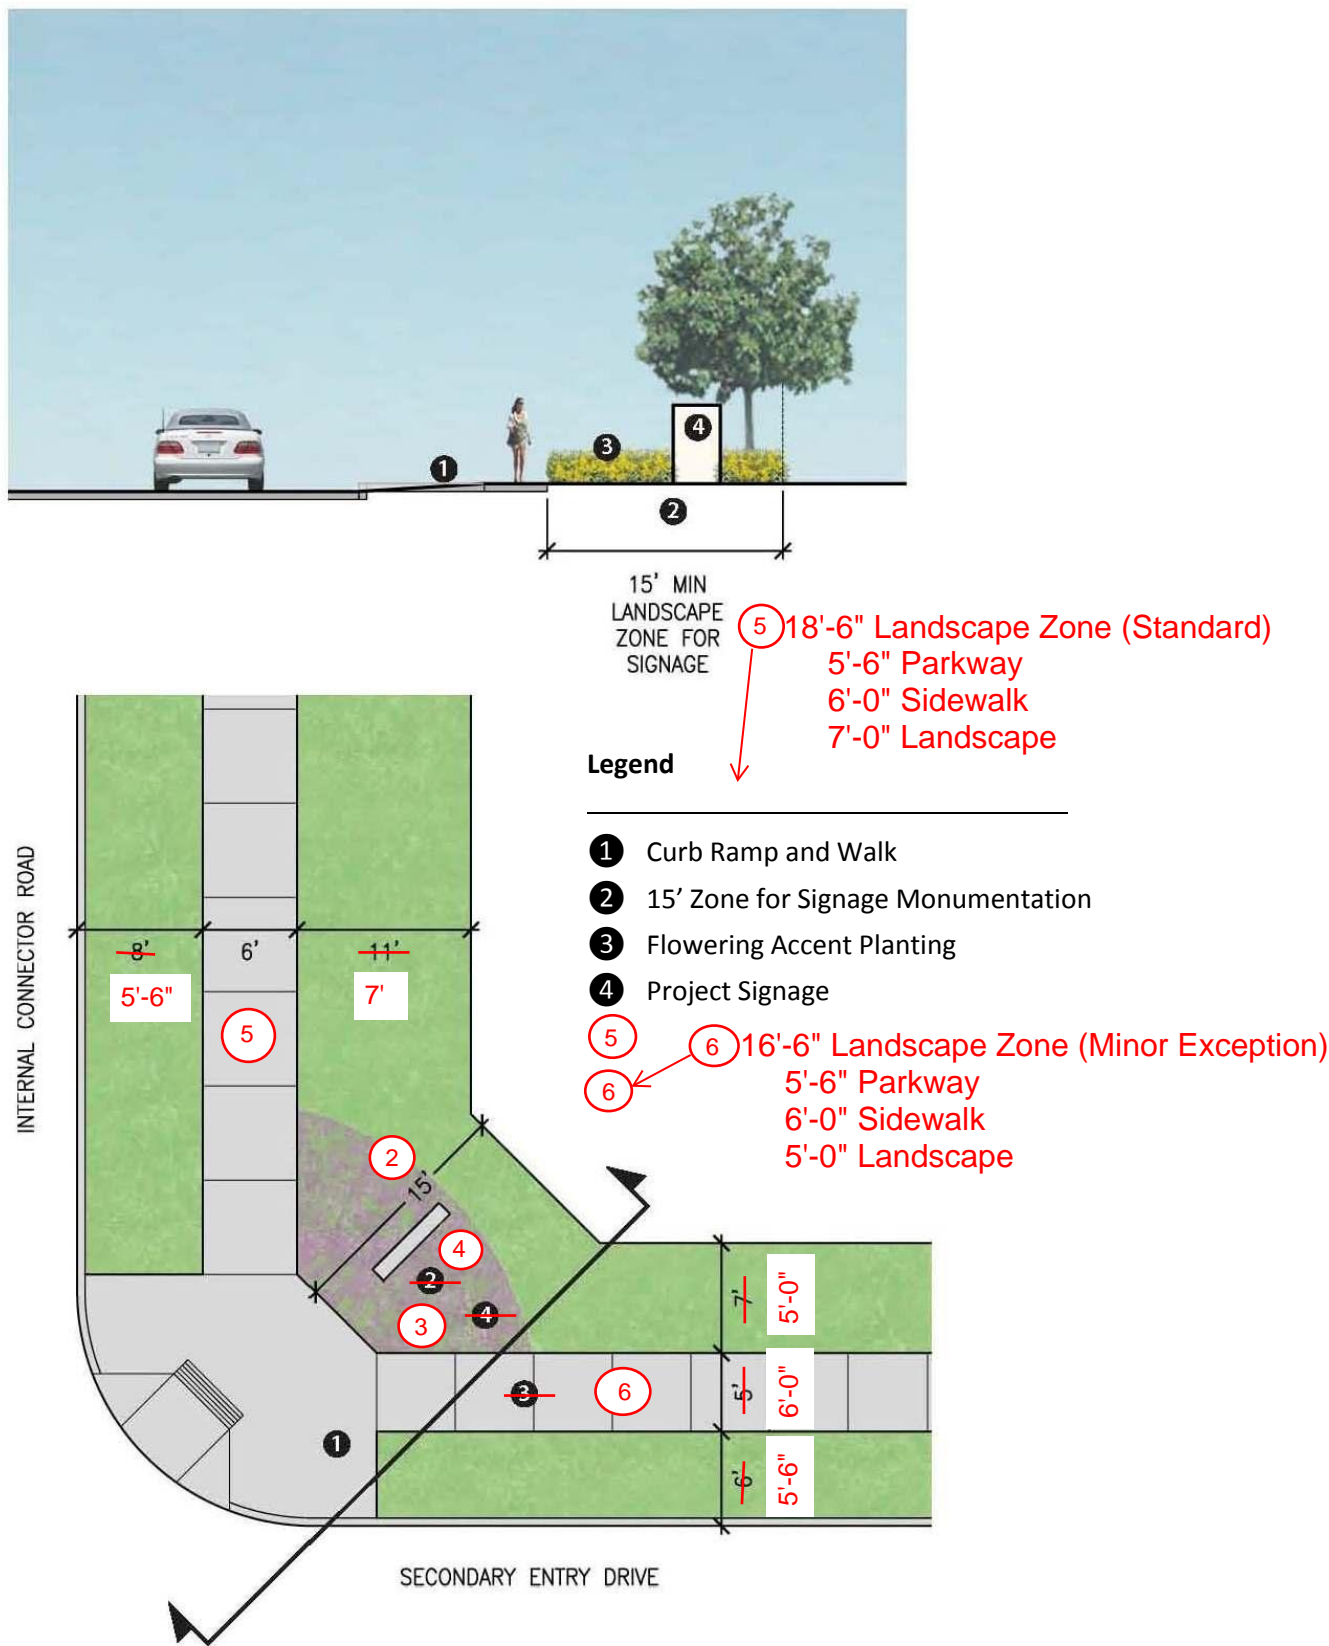 1
3
4
2
15' MIN
LANDSCAPE
ZONE FOR
SIGNAGE
5 18'-6" Landscape Zone (Standard)
5'-6" Parkway
6'-0" Sidewalk
7'-0" Landscape
Legend
1 Curb Ramp and Walk
2 15’ Zone for Signage Monumentation
3 Flowering Accent Planting
4 Project Signage
5
6
6 16'-6" Landscape Zone (Minor Exception)
5'-6" Parkway
6'-0" Sidewalk
5'-0" Landscape
INTERNAL CONNECTOR ROAD
8' 6' 11'
5'-6" 7'
5
2
15'
4
2
3
4
3
6
1
7' 5'-0"
5' 6'-0"
6' 5'-6"
SECONDARY ENTRY DRIVE